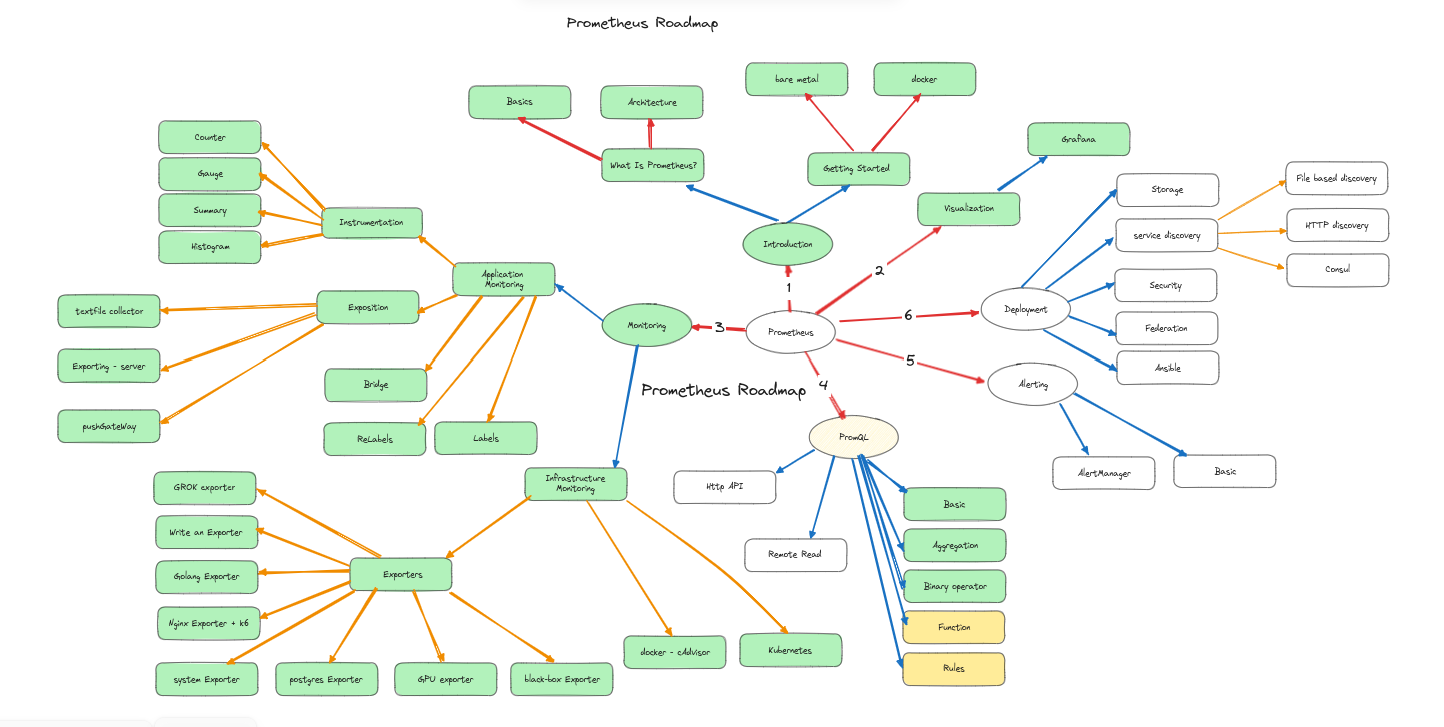 Prometheus Roadmap
bare metal
docker
Basics
Architecture
Counter
Grafana
What Is Prometheus?
Getting Started
Gauge
File based discovery
Storage
Summary
Visualization
Instrumentation
HTTP discovery
service discovery
Histogram
Introduction
Consul
2
Application
Monitoring
1
Security
textfile collector
Exposition
Deployment
6
Monitoring
3
Prometheus
Federation
Exporting - server
5
Ansible
Bridge
4
Alerting
Prometheus Roadmap
pushGateWay
ReLabels
Labels
PromQL
AlertManager
Basic
Infrastructure
Monitoring
GROK exporter
Http API
Basic
Write an Exporter
Aggregation
Remote Read
Golang Exporter
Exporters
Binary operator
Nginx Exporter + k6
Function
docker - cAdvisor
Kubernetes
Rules
system Exporter
postgres Exporter
GPU exporter
black-box Exporter